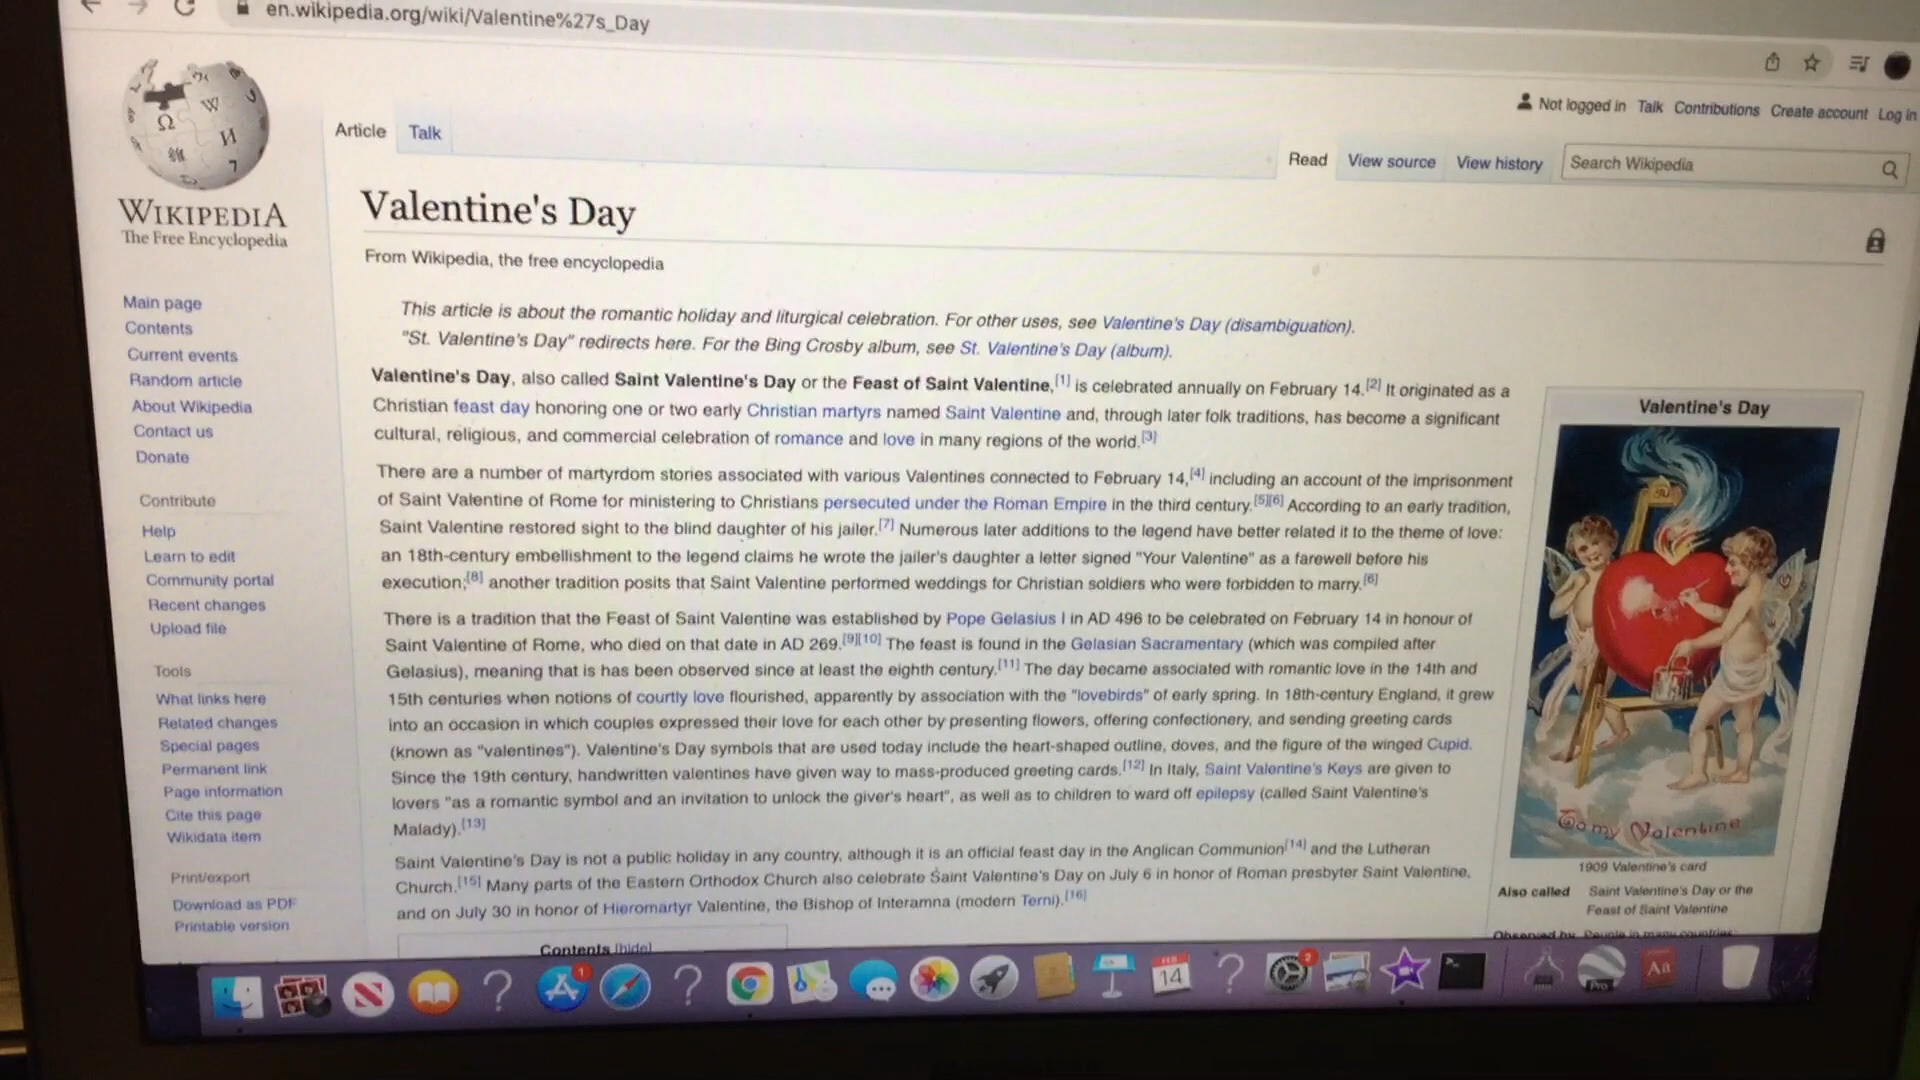 en.wikipedia.org/wiki/Valentine%27s_Day
Not logged in Talk Contributions Create account Log in
Article Talk
Read View source View history Search Wikipedia
WIKIPEDIA
The Free Encyclopedia
Main page
Contents
Current events
Random article
About Wikipedia
Contact us
Donate
Contribute
Help
Learn to edit
Community portal
Recent changes
Upload file
Tools
What links here
Related changes
Special pages
Permanent link
Page information
Cite this page
Wikidata item
Print/export
Download as PDF
Printable version
Valentine's Day
From Wikipedia, the free encyclopedia
This article is about the romantic holiday and liturgical celebration. For other uses, see Valentine's Day (disambiguation).
"St. Valentine's Day" redirects here. For the Bing Crosby album, see St. Valentine's Day (album).
Valentine's Day, also called Saint Valentine's Day or the Feast of Saint Valentine,[1] is celebrated annually on February 14.[2] It originated as a
Christian feast day honoring one or two early Christian martyrs named Saint Valentine and, through later folk traditions, has become a significant
cultural, religious, and commercial celebration of romance and love in many regions of the world.[3]
There are a number of martyrdom stories associated with various Valentines connected to February 14,[4] including an account of the imprisonment
of Saint Valentine of Rome for ministering to Christians persecuted under the Roman Empire in the third century.[5][6] According to an early tradition,
Saint Valentine restored sight to the blind daughter of his jailer.[7] Numerous later additions to the legend have better related it to the theme of love:
an 18th-century embellishment to the legend claims he wrote the jailer's daughter a letter signed "Your Valentine" as a farewell before his
execution;[8] another tradition posits that Saint Valentine performed weddings for Christian soldiers who were forbidden to marry.[6]
There is a tradition that the Feast of Saint Valentine was established by Pope Gelasius I in AD 496 to be celebrated on February 14 in honour of
Saint Valentine of Rome, who died on that date in AD 269.[9][10] The feast is found in the Gelasian Sacramentary (which was compiled after
Gelasius), meaning that is has been observed since at least the eighth century.[11] The day became associated with romantic love in the 14th and
15th centuries when notions of courtly love flourished, apparently by association with the "lovebirds" of early spring. In 18th-century England, it grew
into an occasion in which couples expressed their love for each other by presenting flowers, offering confectionery, and sending greeting cards
(known as "valentines"). Valentine's Day symbols that are used today include the heart-shaped outline, doves, and the figure of the winged Cupid.
Since the 19th century, handwritten valentines have given way to mass-produced greeting cards.[12] In Italy, Saint Valentine's Keys are given to
lovers "as a romantic symbol and an invitation to unlock the giver's heart", as well as to children to ward off epilepsy (called Saint Valentine's
Malady).[13]
Saint Valentine's Day is not a public holiday in any country, although it is an official feast day in the Anglican Communion[14] and the Lutheran
Church.[15] Many parts of the Eastern Orthodox Church also celebrate Saint Valentine's Day on July 6 in honor of Roman presbyter Saint Valentine,
and on July 30 in honor of Hieromartyr Valentine, the Bishop of Interamna (modern Terni).[16]
Contents [hide]
Valentine's Day
To my Valentine
1909 Valentine's card
Also called Saint Valentine's Day or the
Feast of Saint Valentine
Observed by People in many countries;
1
FEB
14
2
Pro
Aa